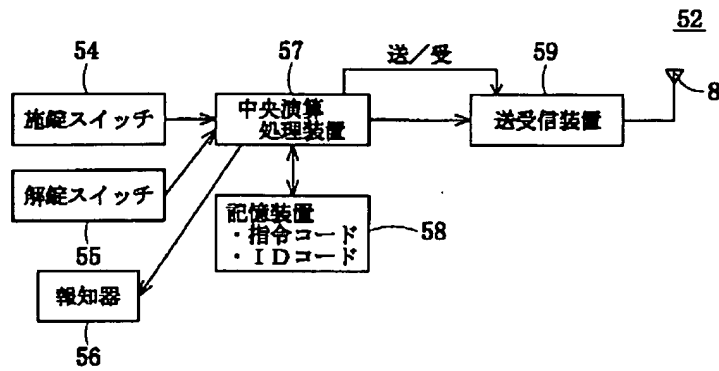 52
54
57
送／受
59
8
施錠スイッチ
中央演算
処理装置
送受信装置
解錠スイッチ
記憶装置
・指令コード
・ＩＤコード
58
55
報知器
56